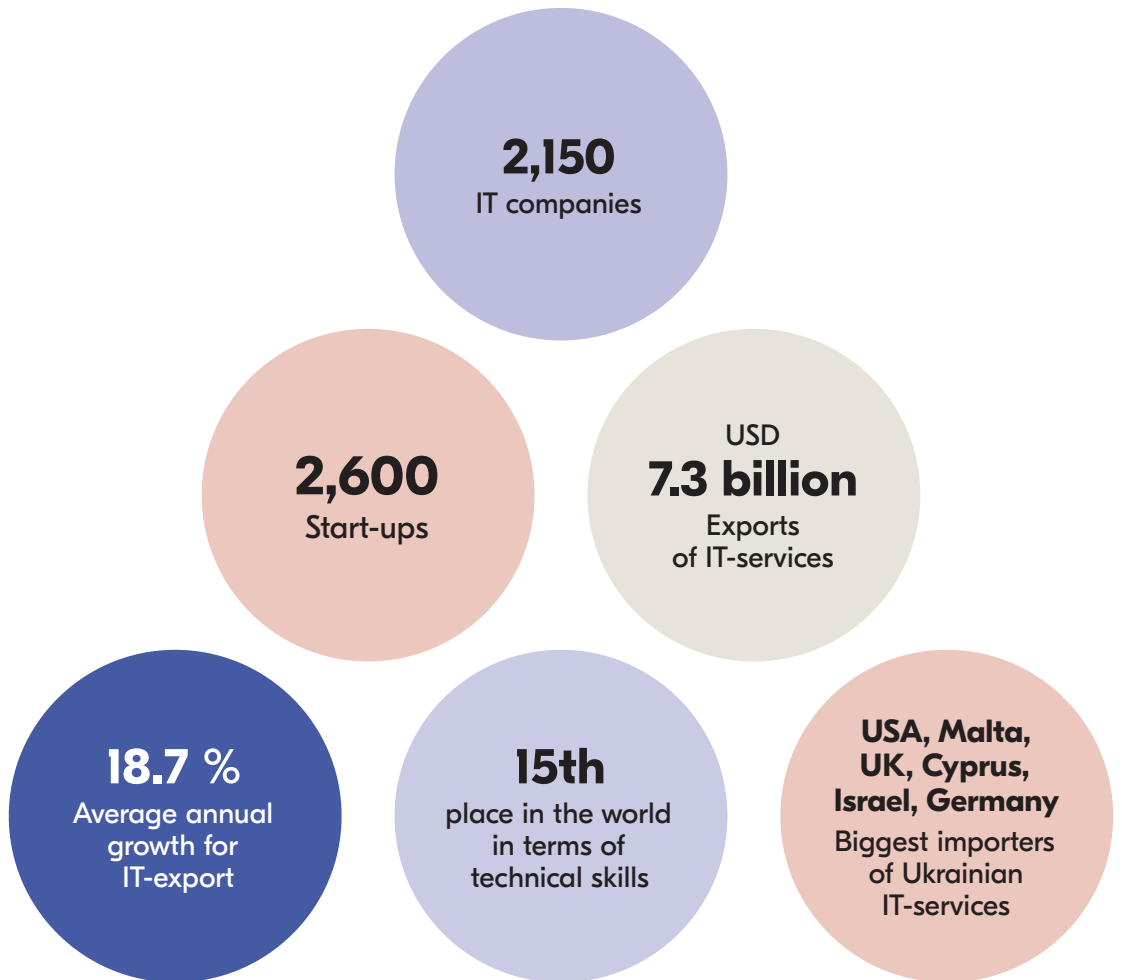 2,150
IT companies
2,600
Start-ups
USD
7.3 billion
Exports
of IT-services
18.7 %
Average annual
growth for
IT-export
15th
place in the world
in terms of
technical skills
USA, Malta,
UK, Cyprus,
Israel, Germany
Biggest importers
of Ukrainian
IT-services